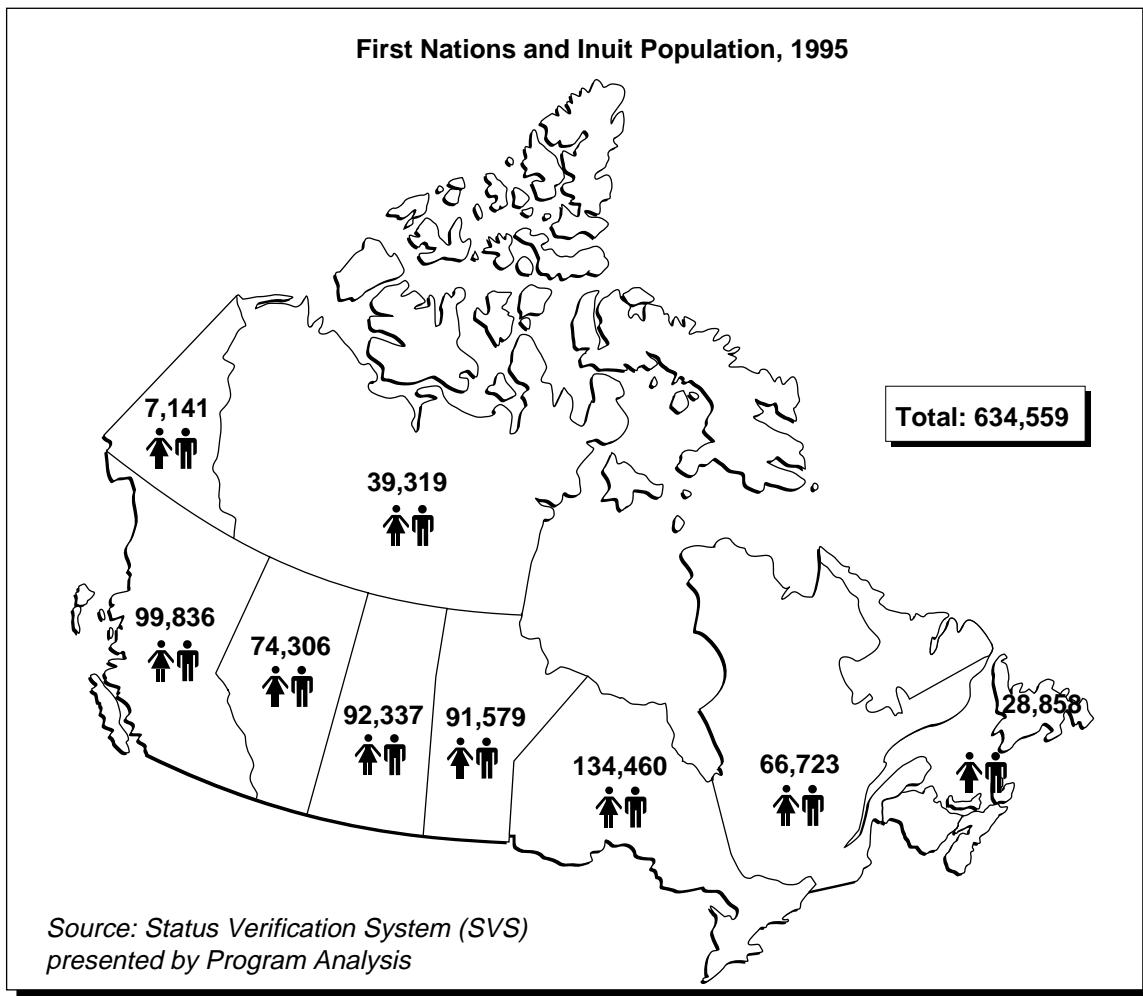 First Nations and Inuit Population, 1995
7,141
Total: 634,559
39,319
99,836
74,306
28,858
92,337
91,579
134,460
66,723
Source: Status Verification System (SVS)
presented by Program Analysis